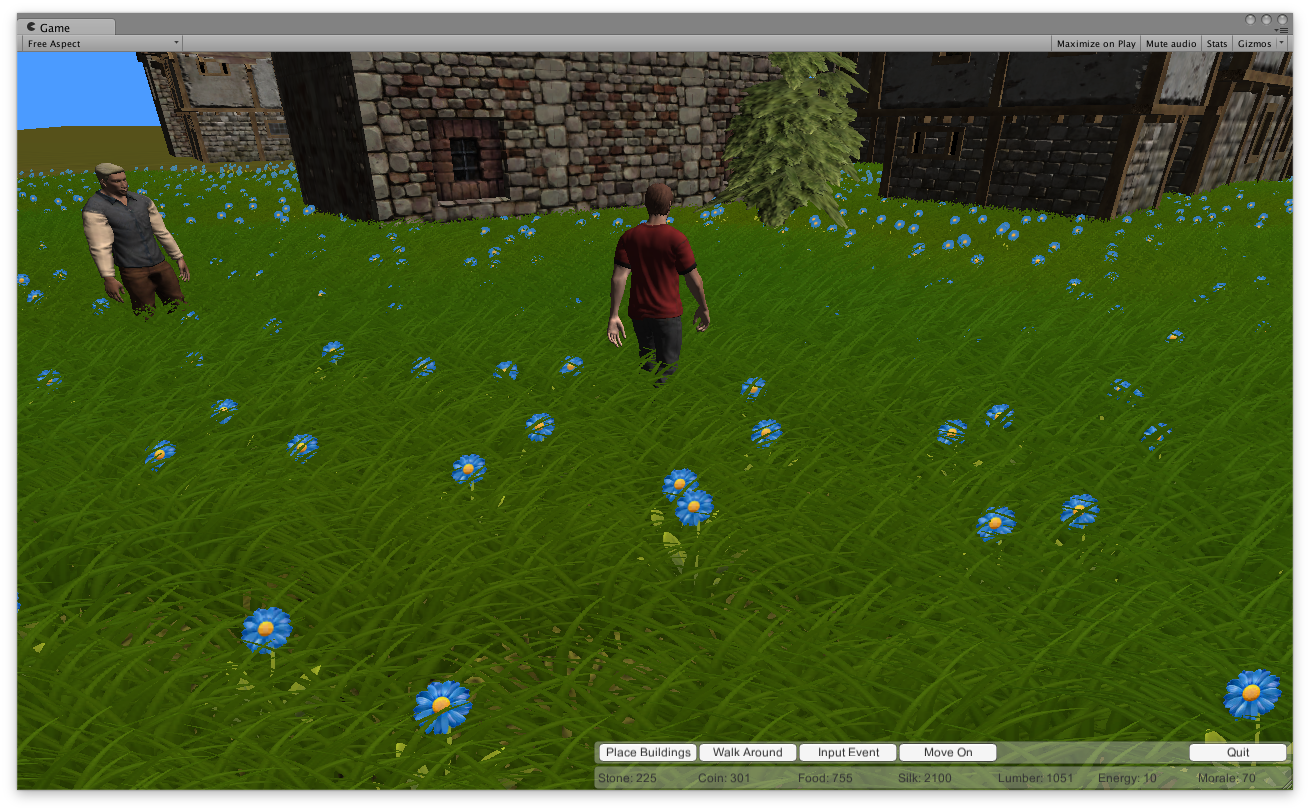 Game
Free Aspect
Maximize on Play Mute audio Stats Gizmos
Place Buildings Walk Around Input Event Move On Quit
Stone: 225 Coin: 301 Food: 755 Silk: 2100 Lumber: 1051 Energy: 10 Morale: 70